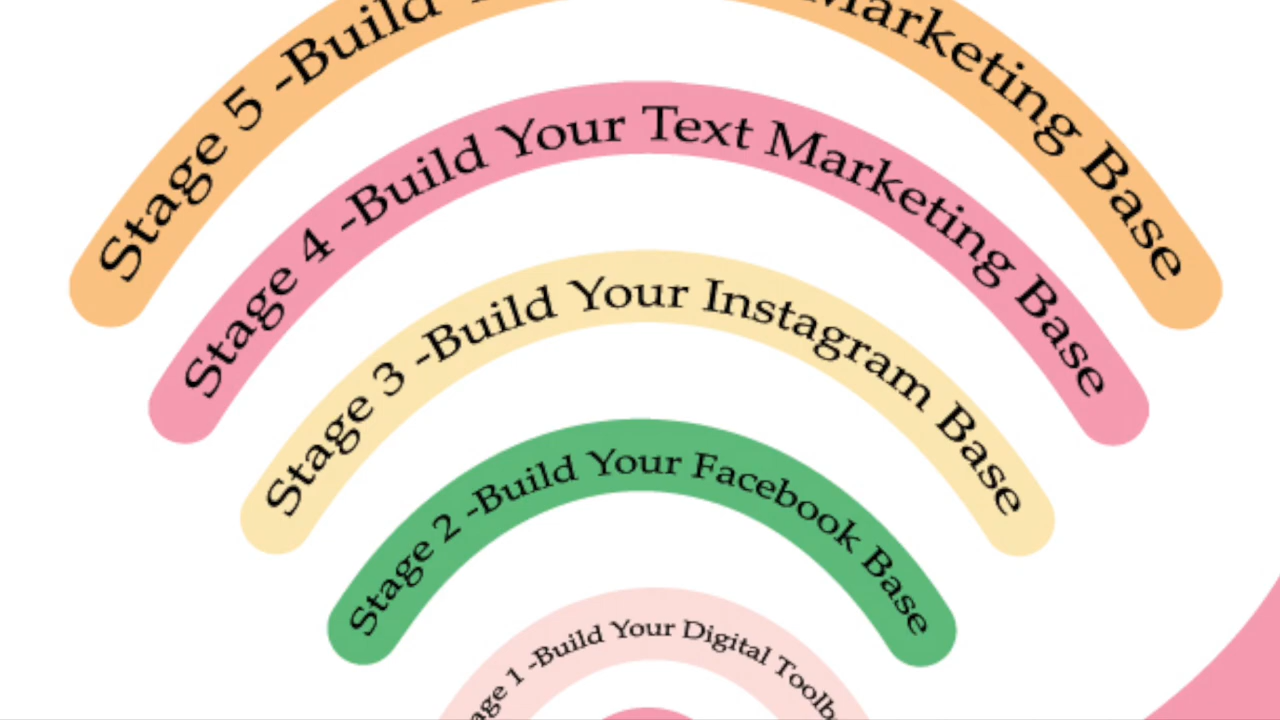 Stage 5 -Build Marketing Base
Stage 4 -Build Your Text Marketing Base
Stage 3 -Build Your Instagram Base
Stage 2 -Build Your Facebook Base
1 -Build Your Digital